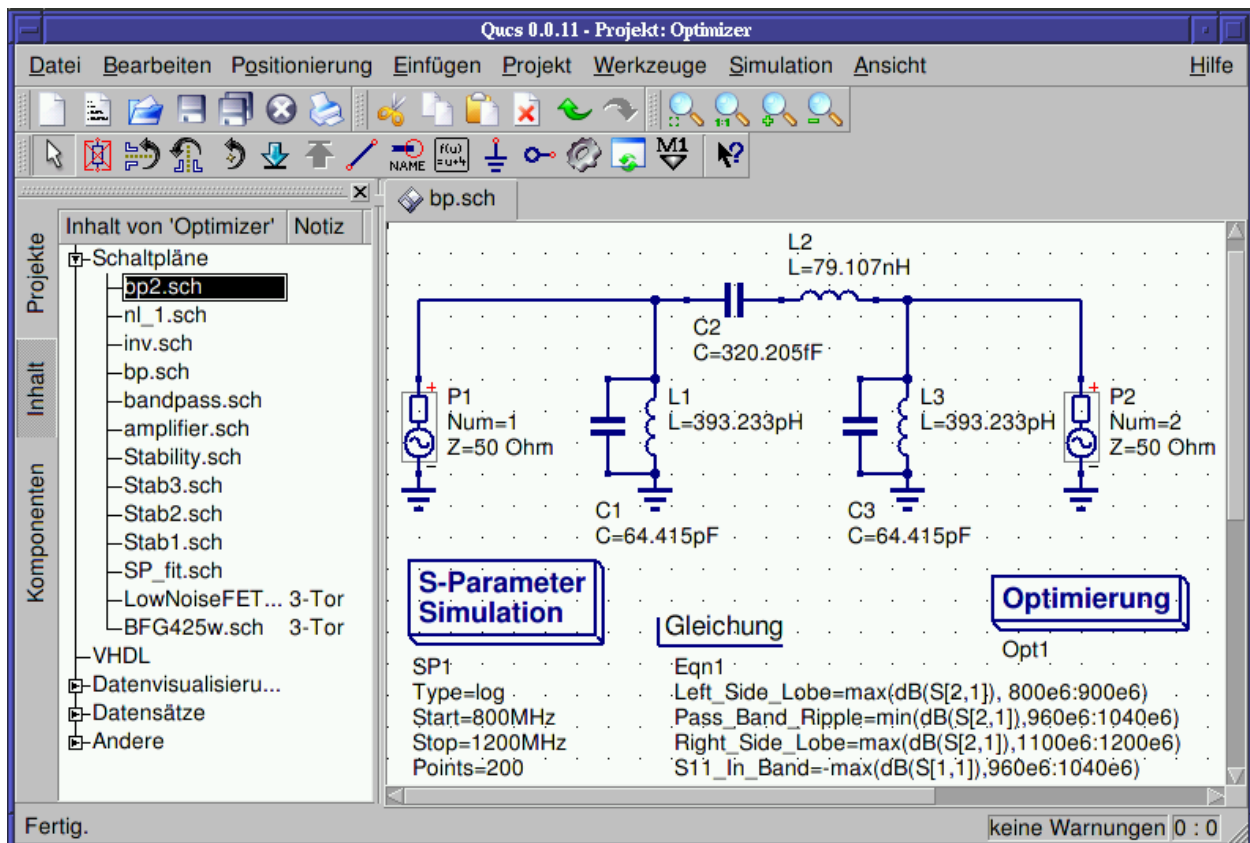 Qucs 0.0.11 - Projekt: Optimizer
Datei Bearbeiten Positionierung Einfügen Projekt Werkzeuge Simulation Ansicht Hilfe
1:1
NAME
f(ω)
=u+4
M1
bp.sch
Projekte
Inhalt
Komponenten
Inhalt von 'Optimizer' Notiz
Schaltpläne
bp2.sch
nl_1.sch
inv.sch
bp.sch
bandpass.sch
amplifier.sch
Stability.sch
Stab3.sch
Stab2.sch
Stab1.sch
SP_fit.sch
LowNoiseFET... 3-Tor
BFG425w.sch 3-Tor
VHDL
Datenvisualisieru...
Datensätze
Andere
L2
L=79.107nH
C2
C=320.205fF
P1
Num=1
Z=50 Ohm
L1
L=393.233pH
L3
L=393.233pH
P2
Num=2
Z=50 Ohm
C1
C=64.415pF
C3
C=64.415pF
S-Parameter
Simulation
SP1
Type=log
Start=800MHz
Stop=1200MHz
Points=200
Gleichung
Eqn1
Left_Side_Lobe=max(dB(S[2,1]), 800e6:900e6)
Pass_Band_Ripple=min(dB(S[2,1]),960e6:1040e6)
Right_Side_Lobe=max(dB(S[2,1]),1100e6:1200e6)
S11_In_Band=-max(dB(S[1,1]),960e6:1040e6)
Optimierung
Opt1
Fertig.
keine Warnungen 0 : 0